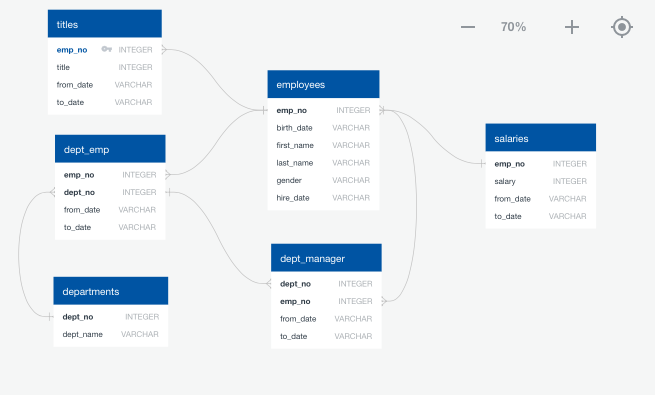 70%
titles
emp_no INTEGER
title INTEGER
from_date VARCHAR
to_date VARCHAR
employees
emp_no INTEGER
birth_date VARCHAR
first_name VARCHAR
last_name VARCHAR
gender VARCHAR
hire_date VARCHAR
salaries
emp_no INTEGER
salary INTEGER
from_date VARCHAR
to_date VARCHAR
dept_emp
emp_no INTEGER
dept_no INTEGER
from_date VARCHAR
to_date VARCHAR
dept_manager
dept_no INTEGER
emp_no INTEGER
from_date VARCHAR
to_date VARCHAR
departments
dept_no INTEGER
dept_name VARCHAR